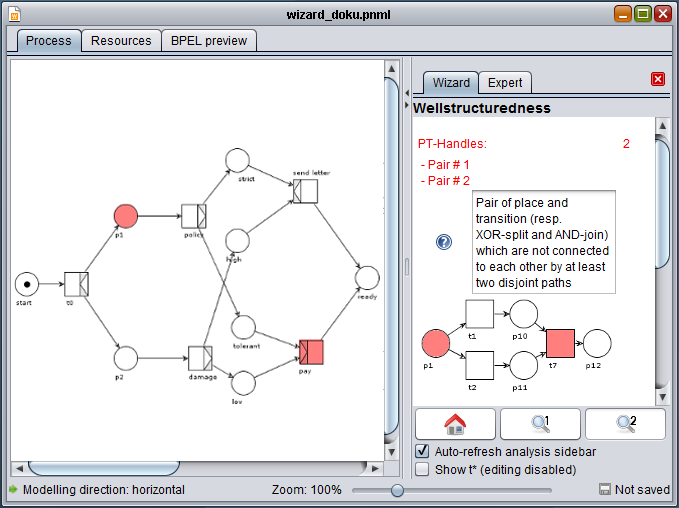 wizard_doku.pnml
Process
Resources
BPEL preview
strict
send letter
p1
policy
high
start
t0
ready
tolerant
p2
damage
pay
low
Wizard
Expert
Wellstructuredness
PT-Handles: 2
- Pair # 1
- Pair # 2
Pair of place and
transition (resp.
XOR-split and AND-join)
which are not connected
to each other by at least
two disjoint paths
?
t1
p10
p1
t7
p12
t2
p11
1
2
Auto-refresh analysis sidebar
Show t* (editing disabled)
Modelling direction: horizontal
Zoom: 100%
Not saved